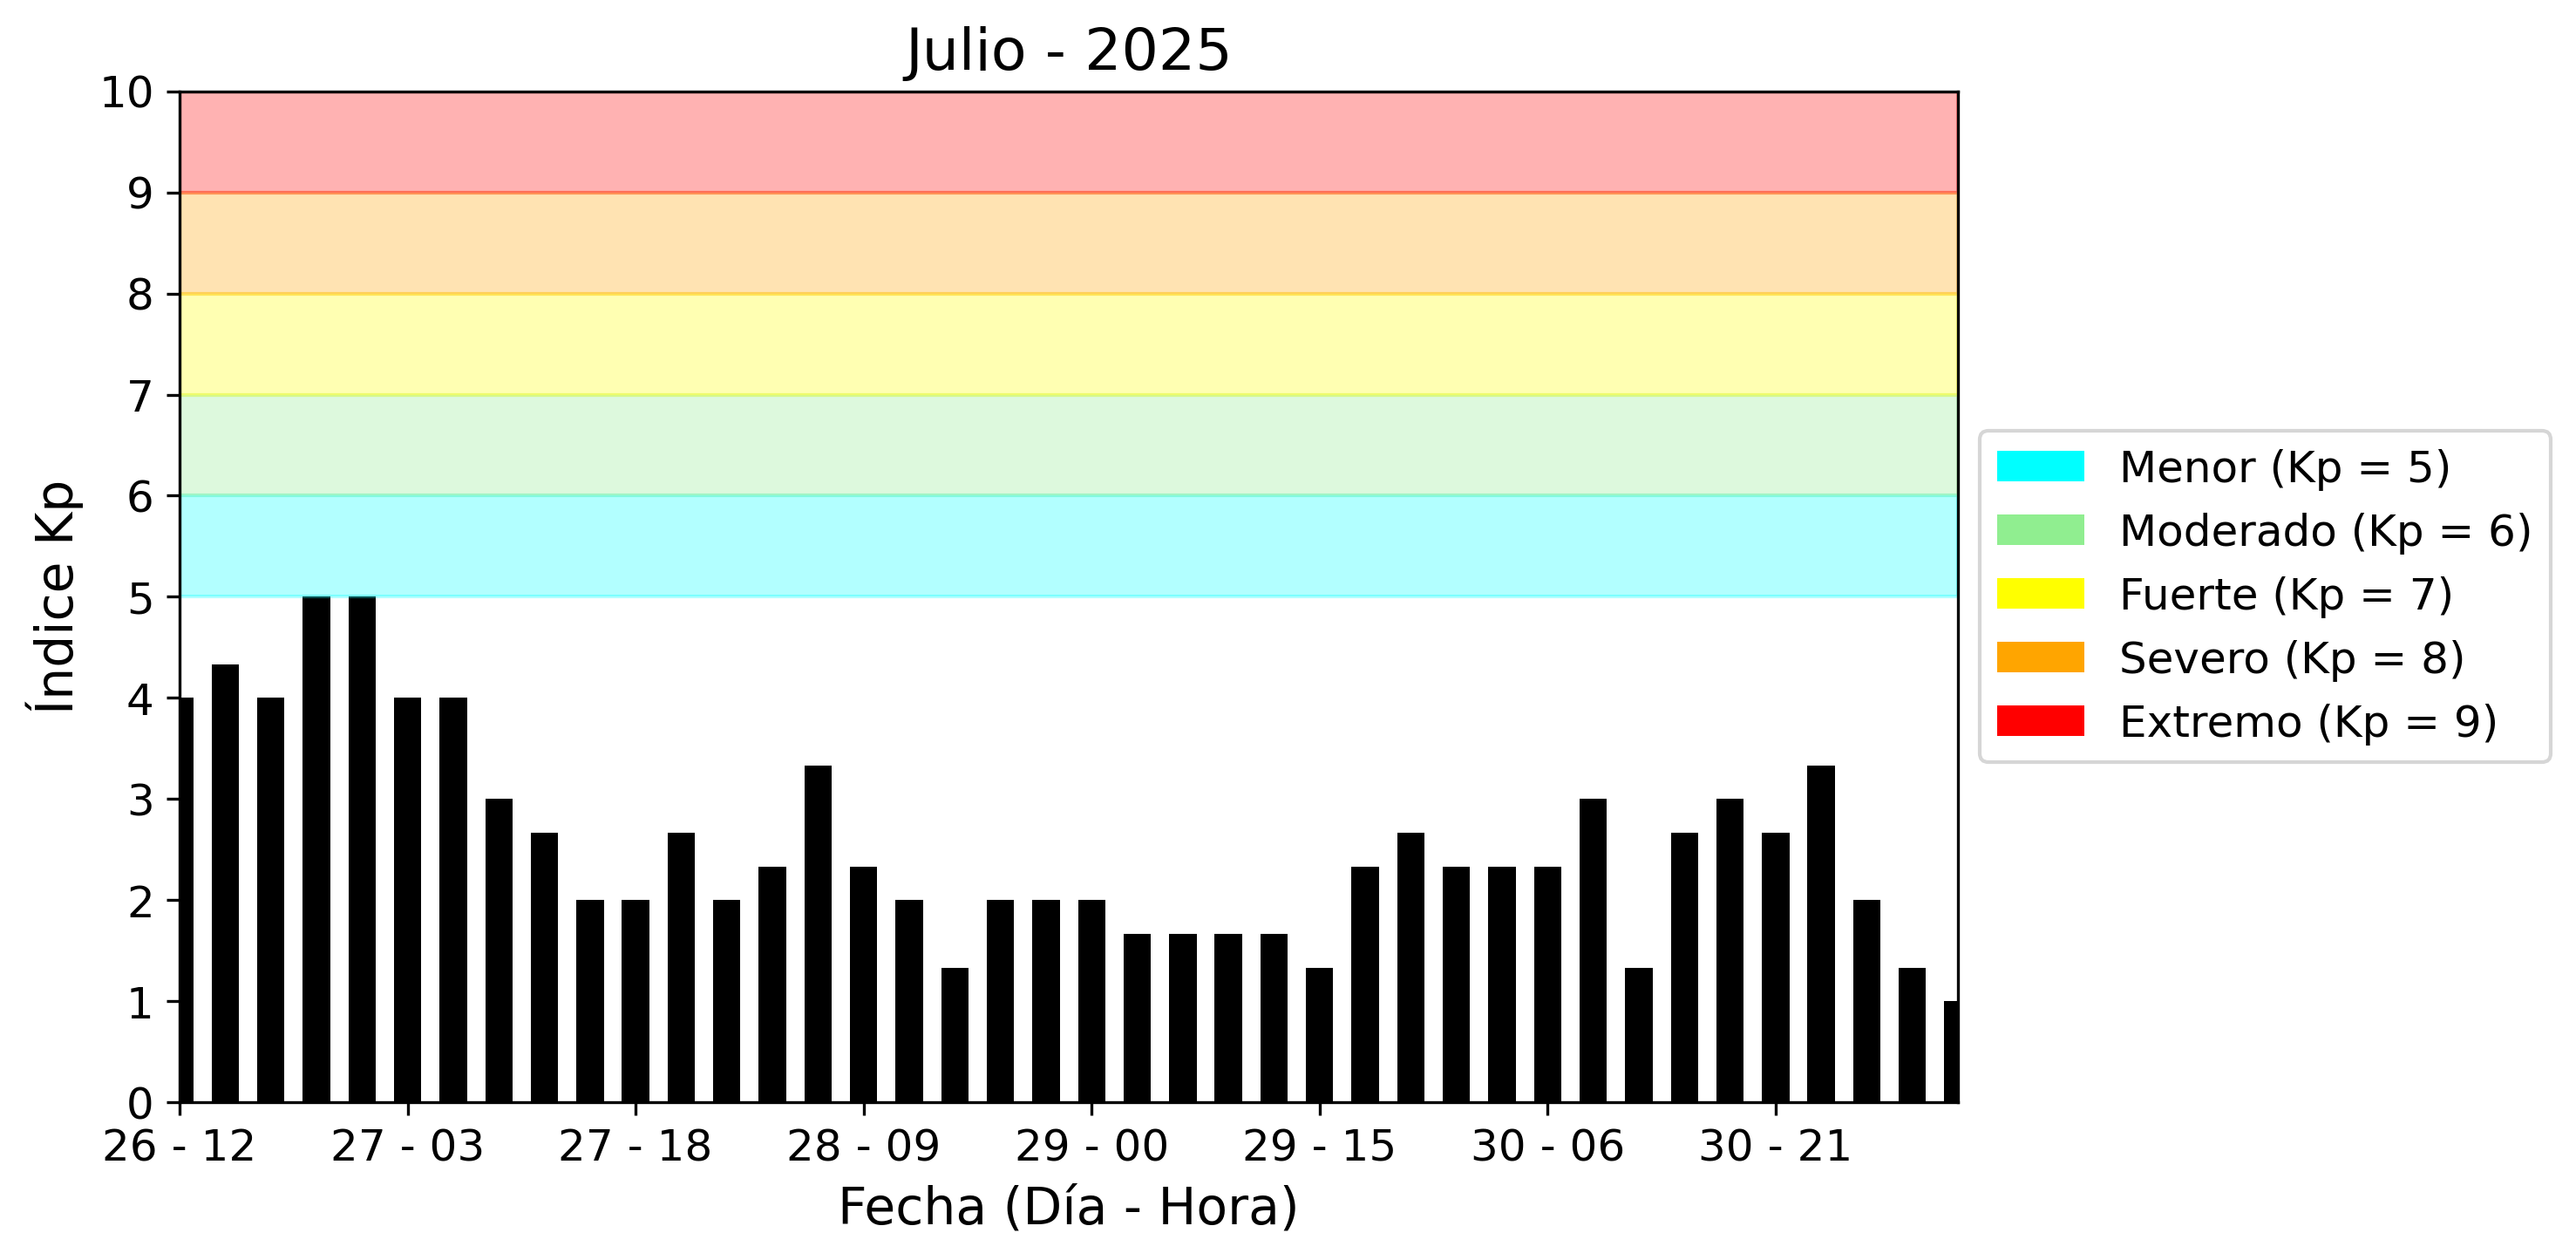 Julio - 2025
10
9
8
7
6
5
4
3
2
1
0
Índice Kp
26 - 12 27 - 03 27 - 18 28 - 09 29 - 00 29 - 15 30 - 06 30 - 21
Fecha (Día - Hora)
Menor (Kp = 5)
Moderado (Kp = 6)
Fuerte (Kp = 7)
Severo (Kp = 8)
Extremo (Kp = 9)